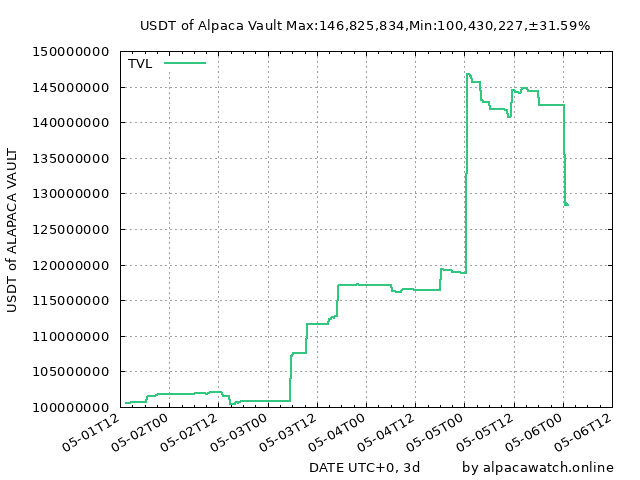 USDT of Alpaca Vault Max:146,825,834,Min:100,430,227,±31.59%
TVL
150000000
145000000
140000000
135000000
130000000
125000000
120000000
115000000
110000000
105000000
100000000
USDT of ALAPACA VAULT
05-01T12
05-02T00
05-02T12
05-03T00
05-03T12
05-04T00
05-04T12
05-05T00
05-05T12
05-06T00
05-06T12
DATE UTC+0, 3d
by alpacawatch.online